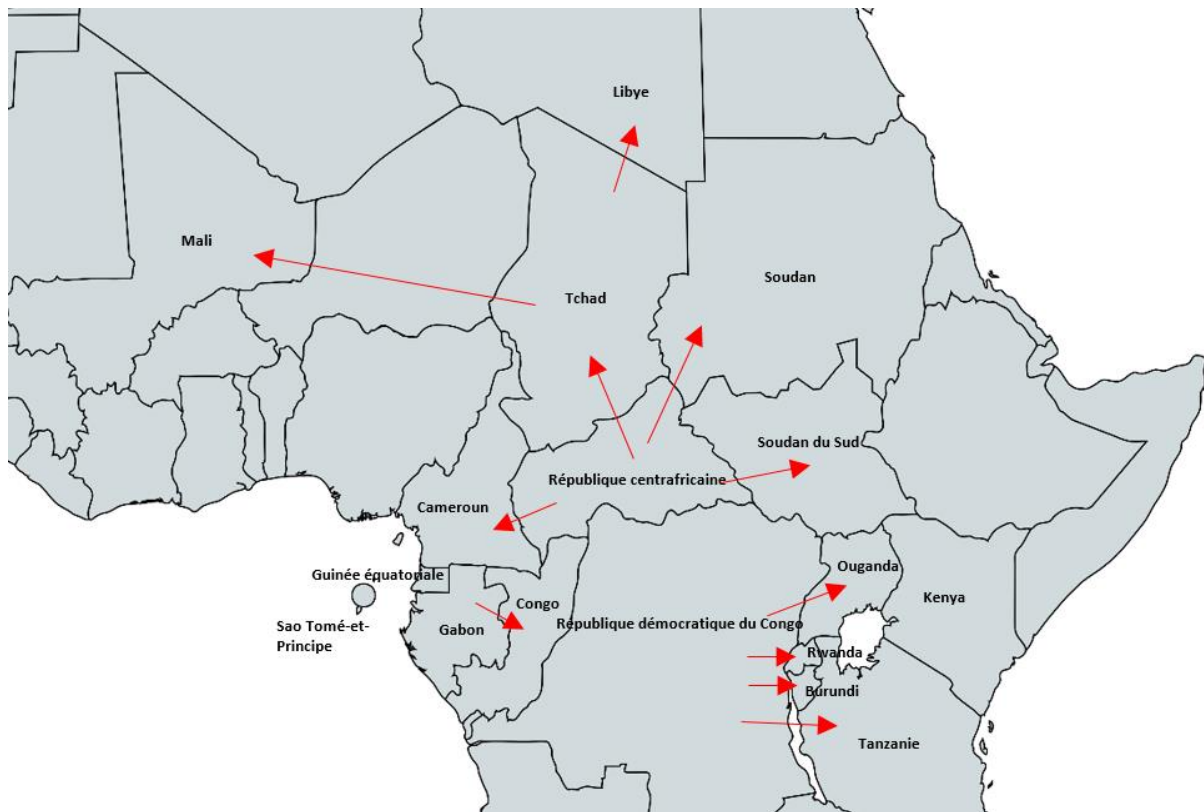 Libye
Mali
Soudan
Tchad
Soudan du Sud
République centrafricaine
Cameroun
Ouganda
Guinée équatoriale
Kenya
Congo
Sao Tomé-et-
Principe
Gabon
République démocratique du Congo
Rwanda
Burundi
Tanzanie